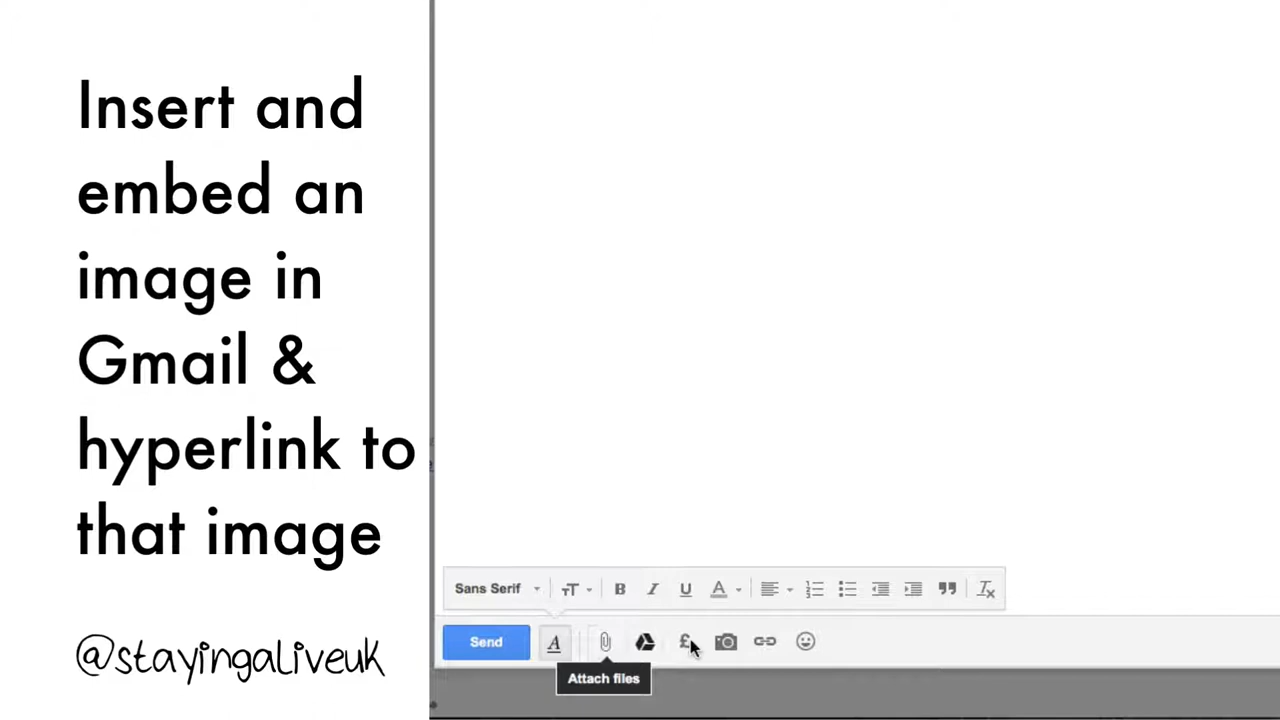 Insert and
embed an
image in
Gmail &
hyperlink to
that image
@stayingaliveuk
Sans Serif
Send
Attach files